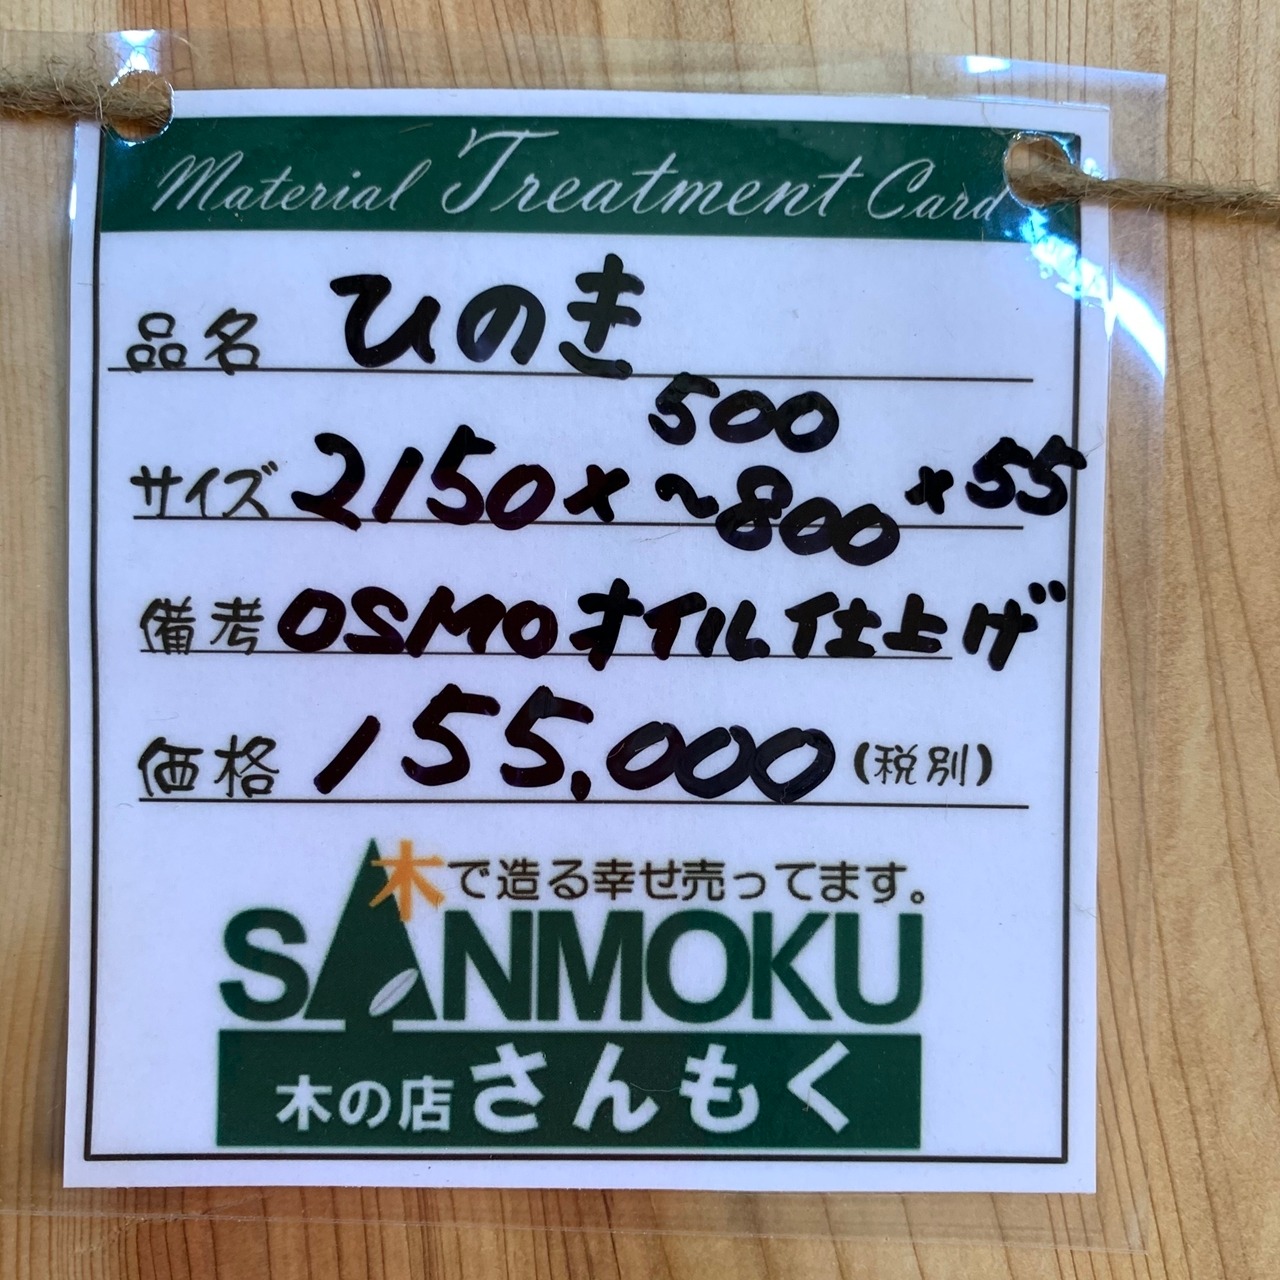 Material Treatment Card
品名 ひのき
サイズ 2150×500~800×55
備考 OSMOオイル仕上げ
価格 155,000 (税別)
木で造る幸せ売ってます。
SANMOKU
木の店 さんもく